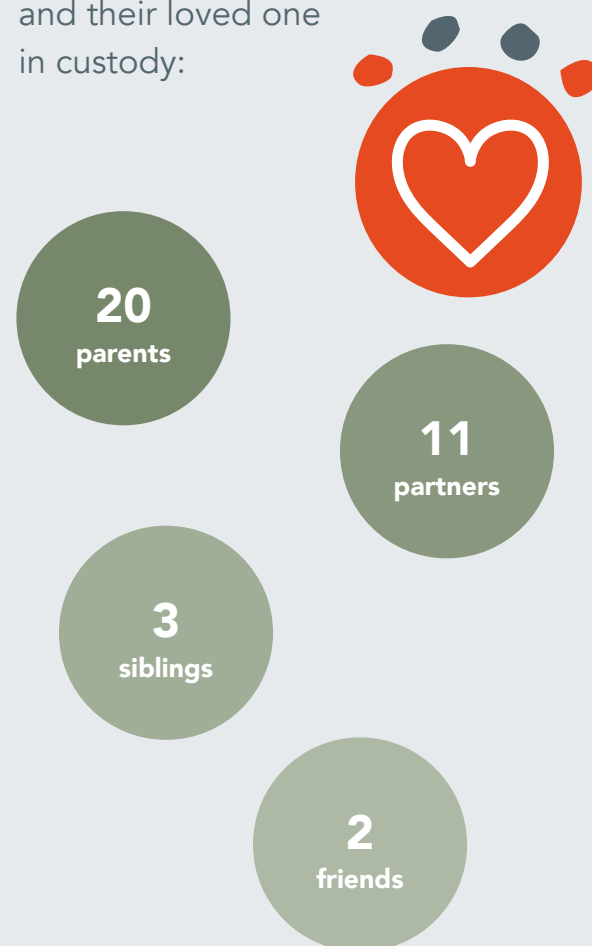 and their loved one
in custody:
20
parents
11
partners
3
siblings
2
friends